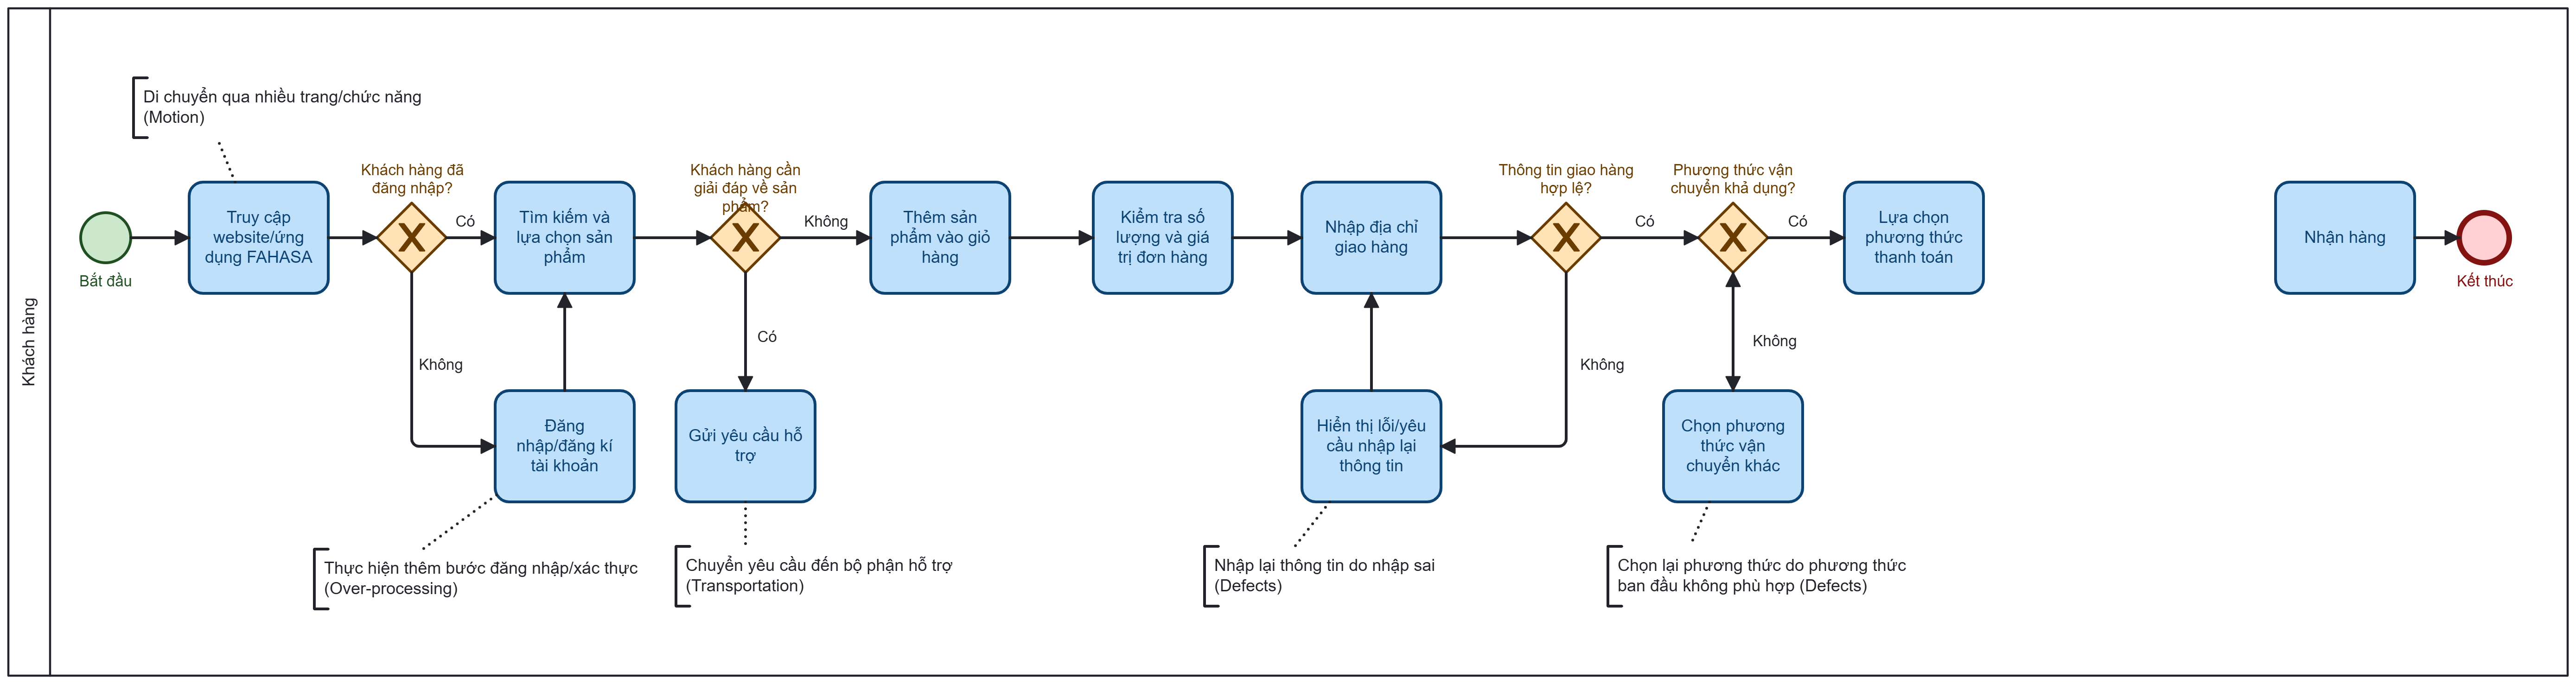 Khách hàng
Di chuyển qua nhiều trang/chức năng
(Motion)
Bắt đầu
Truy cập
website/ứng
dụng FAHASA
Khách hàng đã
đăng nhập?
Có
Không
Tìm kiếm và
lựa chọn sản
phẩm
Đăng
nhập/đăng kí
tài khoản
Thực hiện thêm bước đăng nhập/xác thực
(Over-processing)
Khách hàng cần
giải đáp về sản
phẩm?
Không
Có
Gửi yêu cầu hỗ
trợ
Chuyển yêu cầu đến bộ phận hỗ trợ
(Transportation)
Thêm sản
phẩm vào giỏ
hàng
Kiểm tra số
lượng và giá
trị đơn hàng
Nhập địa chỉ
giao hàng
Hiển thị lỗi/yêu
cầu nhập lại
thông tin
Nhập lại thông tin do nhập sai
(Defects)
Thông tin giao hàng
hợp lệ?
Có
Không
Phương thức vận
chuyển khả dụng?
Có
Không
Chọn phương
thức vận
chuyển khác
Chọn lại phương thức do phương thức
ban đầu không phù hợp (Defects)
Lựa chọn
phương thức
thanh toán
Nhận hàng
Kết thúc